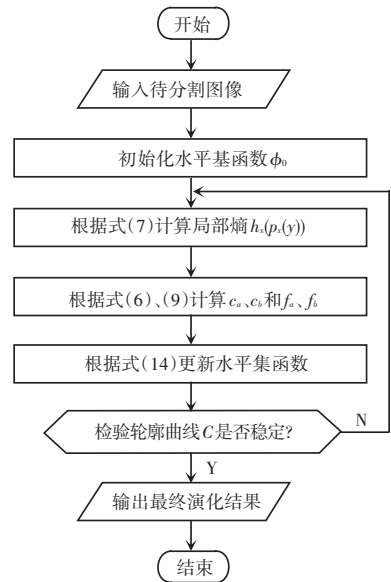 开始
输入待分割图像
初始化水平基函数ϕ₀
根据式(7)计算局部熵hₓ(pₓ(y))
根据式(6)、(9)计算cₐ、c_b和fₐ、f_b
根据式(14)更新水平集函数
检验轮廓曲线C是否稳定?
N
Y
输出最终演化结果
结束